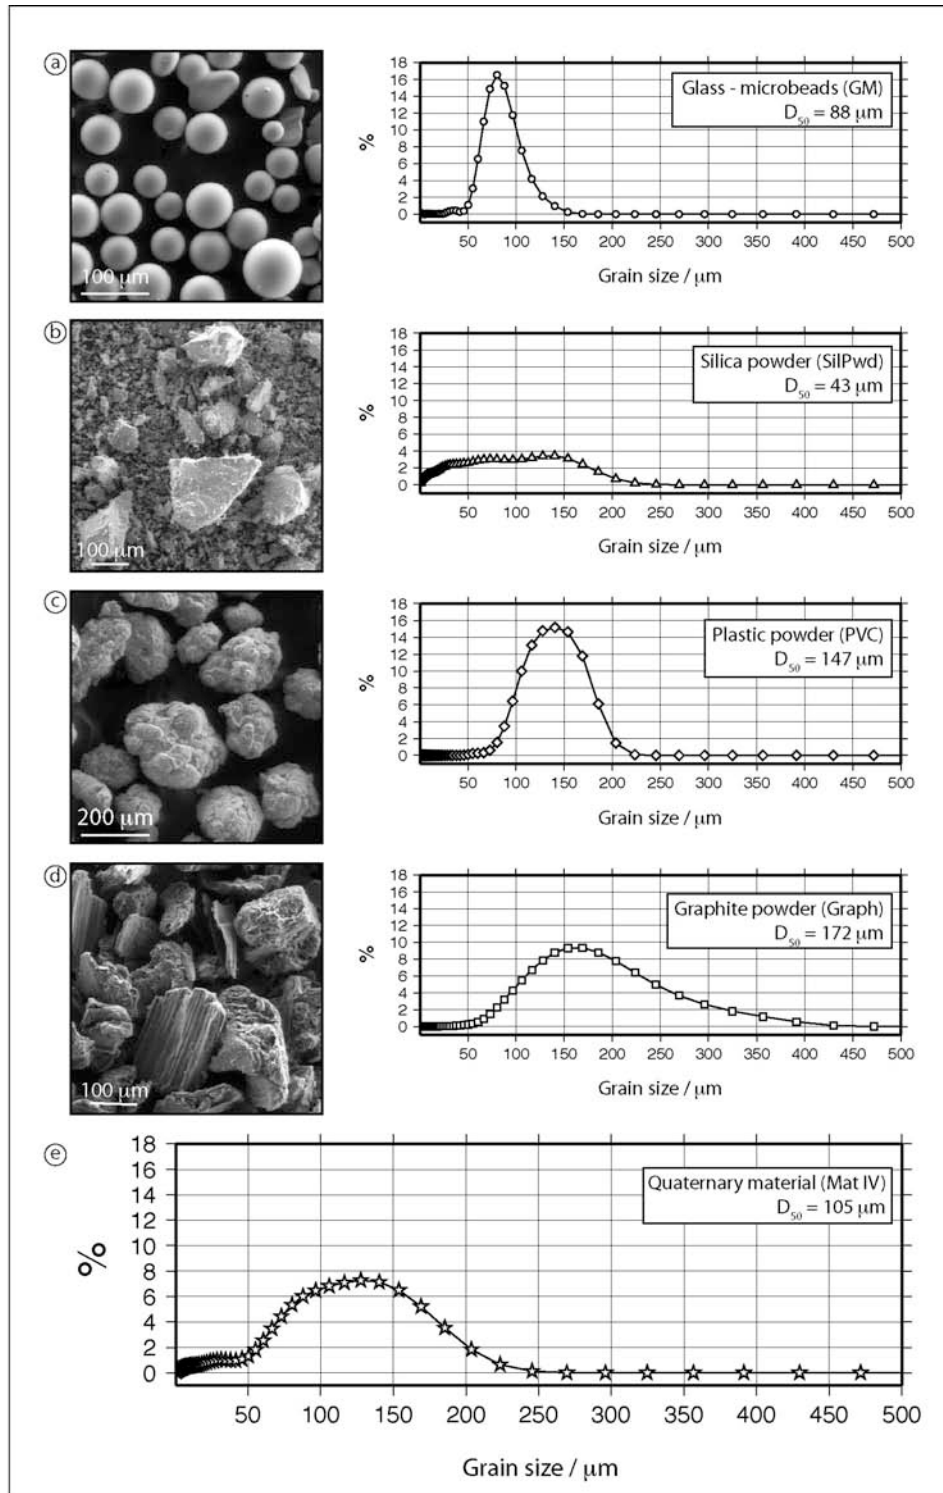 a
100 μm
%
18
16
14
12
10
8
6
4
2
0
Glass - microbeads (GM)
D50 = 88 μm
50 100 150 200 250 300 350 400 450 500
Grain size / μm
b
100 μm
%
18
16
14
12
10
8
6
4
2
0
Silica powder (SilPwd)
D50 = 43 μm
50 100 150 200 250 300 350 400 450 500
Grain size / μm
c
200 μm
%
18
16
14
12
10
8
6
4
2
0
Plastic powder (PVC)
D50 = 147 μm
50 100 150 200 250 300 350 400 450 500
Grain size / μm
d
100 μm
%
18
16
14
12
10
8
6
4
2
0
Graphite powder (Graph)
D50 = 172 μm
50 100 150 200 250 300 350 400 450 500
Grain size / μm
e
%
18
16
14
12
10
8
6
4
2
0
Quaternary material (Mat IV)
D50 = 105 μm
50 100 150 200 250 300 350 400 450 500
Grain size / μm